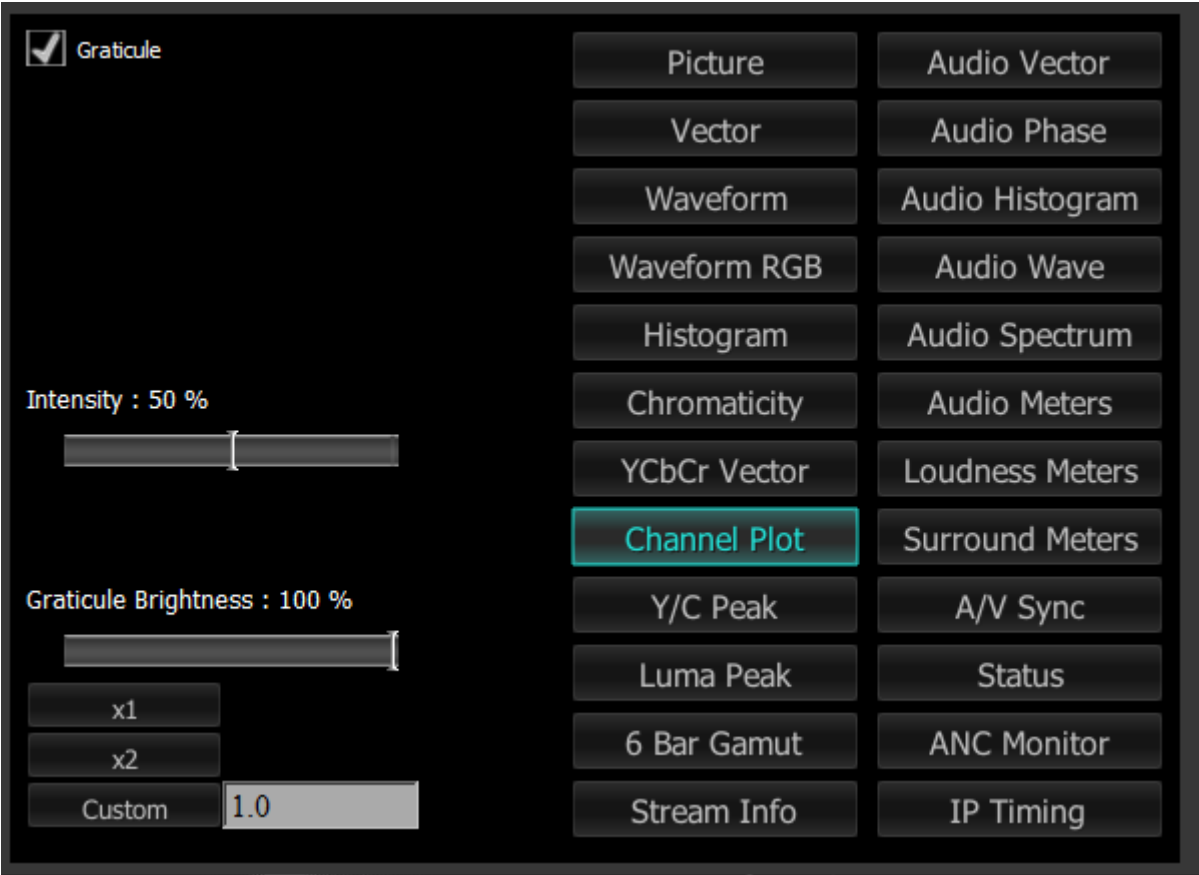 Graticule
Intensity : 50 %
Graticule Brightness : 100 %
x1
x2
Custom
1.0
Picture
Vector
Waveform
Waveform RGB
Histogram
Chromaticity
YCbCr Vector
Channel Plot
Y/C Peak
Luma Peak
6 Bar Gamut
Stream Info
Audio Vector
Audio Phase
Audio Histogram
Audio Wave
Audio Spectrum
Audio Meters
Loudness Meters
Surround Meters
A/V Sync
Status
ANC Monitor
IP Timing